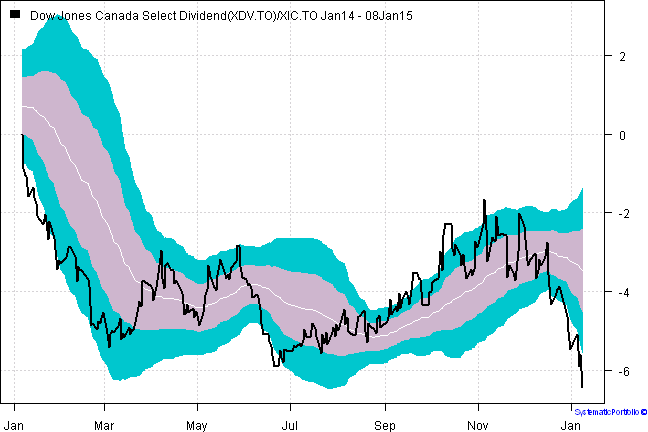 Dow Jones Canada Select Dividend(XDV.TO)/XIC.TO Jan14 - 08Jan15
2
0
-2
-4
-6
Jan Mar May Jul Sep Nov Jan
SystematicPortfolio ©